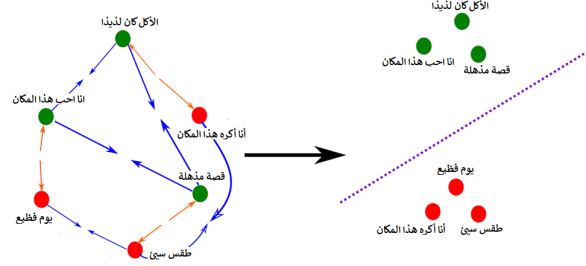 الأكل كان لذيذا
انا احب هذا المكان
أنا أكره هذا المكان
قصة مذهلة
يوم فظيع
طقس سيئ
الأكل كان لذيذا
انا احب هذا المكان
قصة مذهلة
يوم فظيع
أنا أكره هذا المكان
طقس سيئ